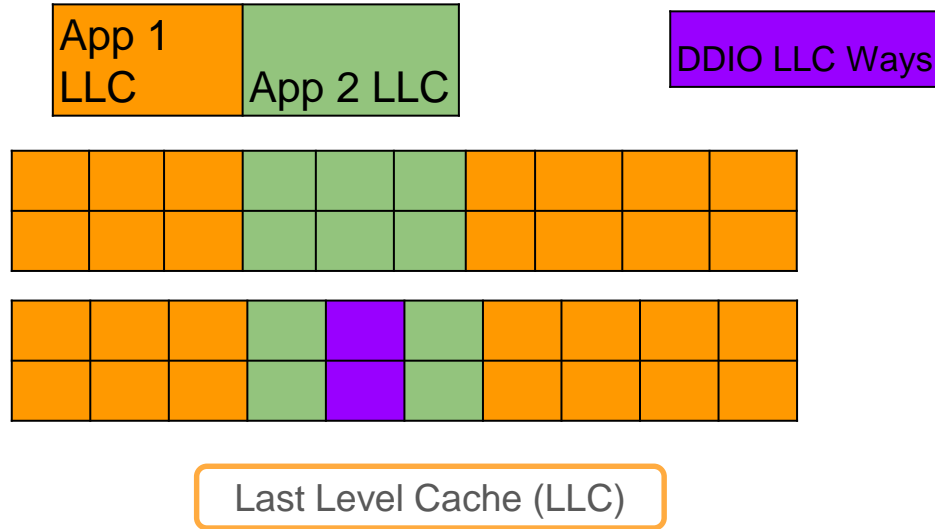 App 1
LLC
App 2 LLC
DDIO LLC Ways
Last Level Cache (LLC)